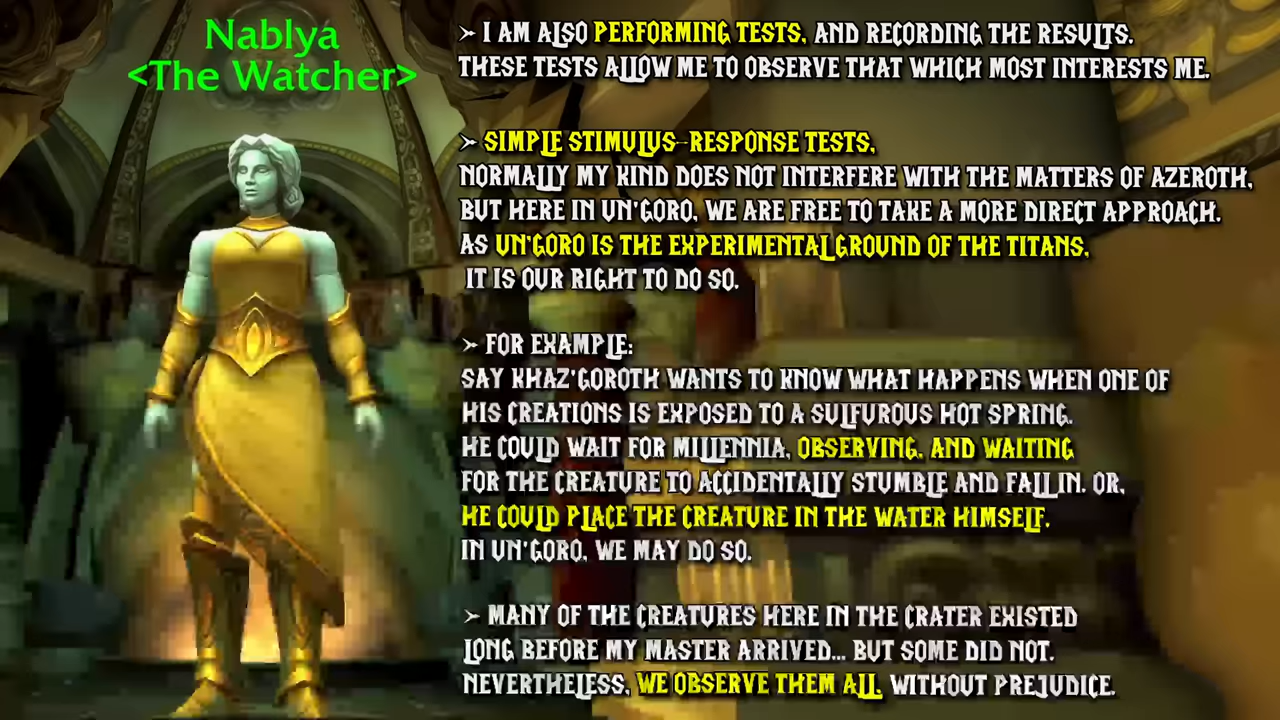 Nablya
<The Watcher>
➢ I AM ALSO PERFORMING TESTS, AND RECORDING THE RESULTS.
THESE TESTS ALLOW ME TO OBSERVE THAT WHICH MOST INTERESTS ME.
➢ SIMPLE STIMULUS-RESPONSE TESTS.
NORMALLY MY KIND DOES NOT INTERFERE WITH THE MATTERS OF AZEROTH,
BUT HERE IN UN'GORO, WE ARE FREE TO TAKE A MORE DIRECT APPROACH.
AS UN'GORO IS THE EXPERIMENTAL GROUND OF THE TITANS,
IT IS OUR RIGHT TO DO SO.
➢ FOR EXAMPLE:
SAY KHAZ'GOROTH WANTS TO KNOW WHAT HAPPENS WHEN ONE OF
HIS CREATIONS IS EXPOSED TO A SULFUROUS HOT SPRING.
HE COULD WAIT FOR MILLENNIA, OBSERVING, AND WAITING
FOR THE CREATURE TO ACCIDENTALLY STUMBLE AND FALL IN. OR,
HE COULD PLACE THE CREATURE IN THE WATER HIMSELF.
IN UN'GORO, WE MAY DO SO.
➢ MANY OF THE CREATURES HERE IN THE CRATER EXISTED
LONG BEFORE MY MASTER ARRIVED... BUT SOME DID NOT.
NEVERTHELESS, WE OBSERVE THEM ALL, WITHOUT PREJUDICE.